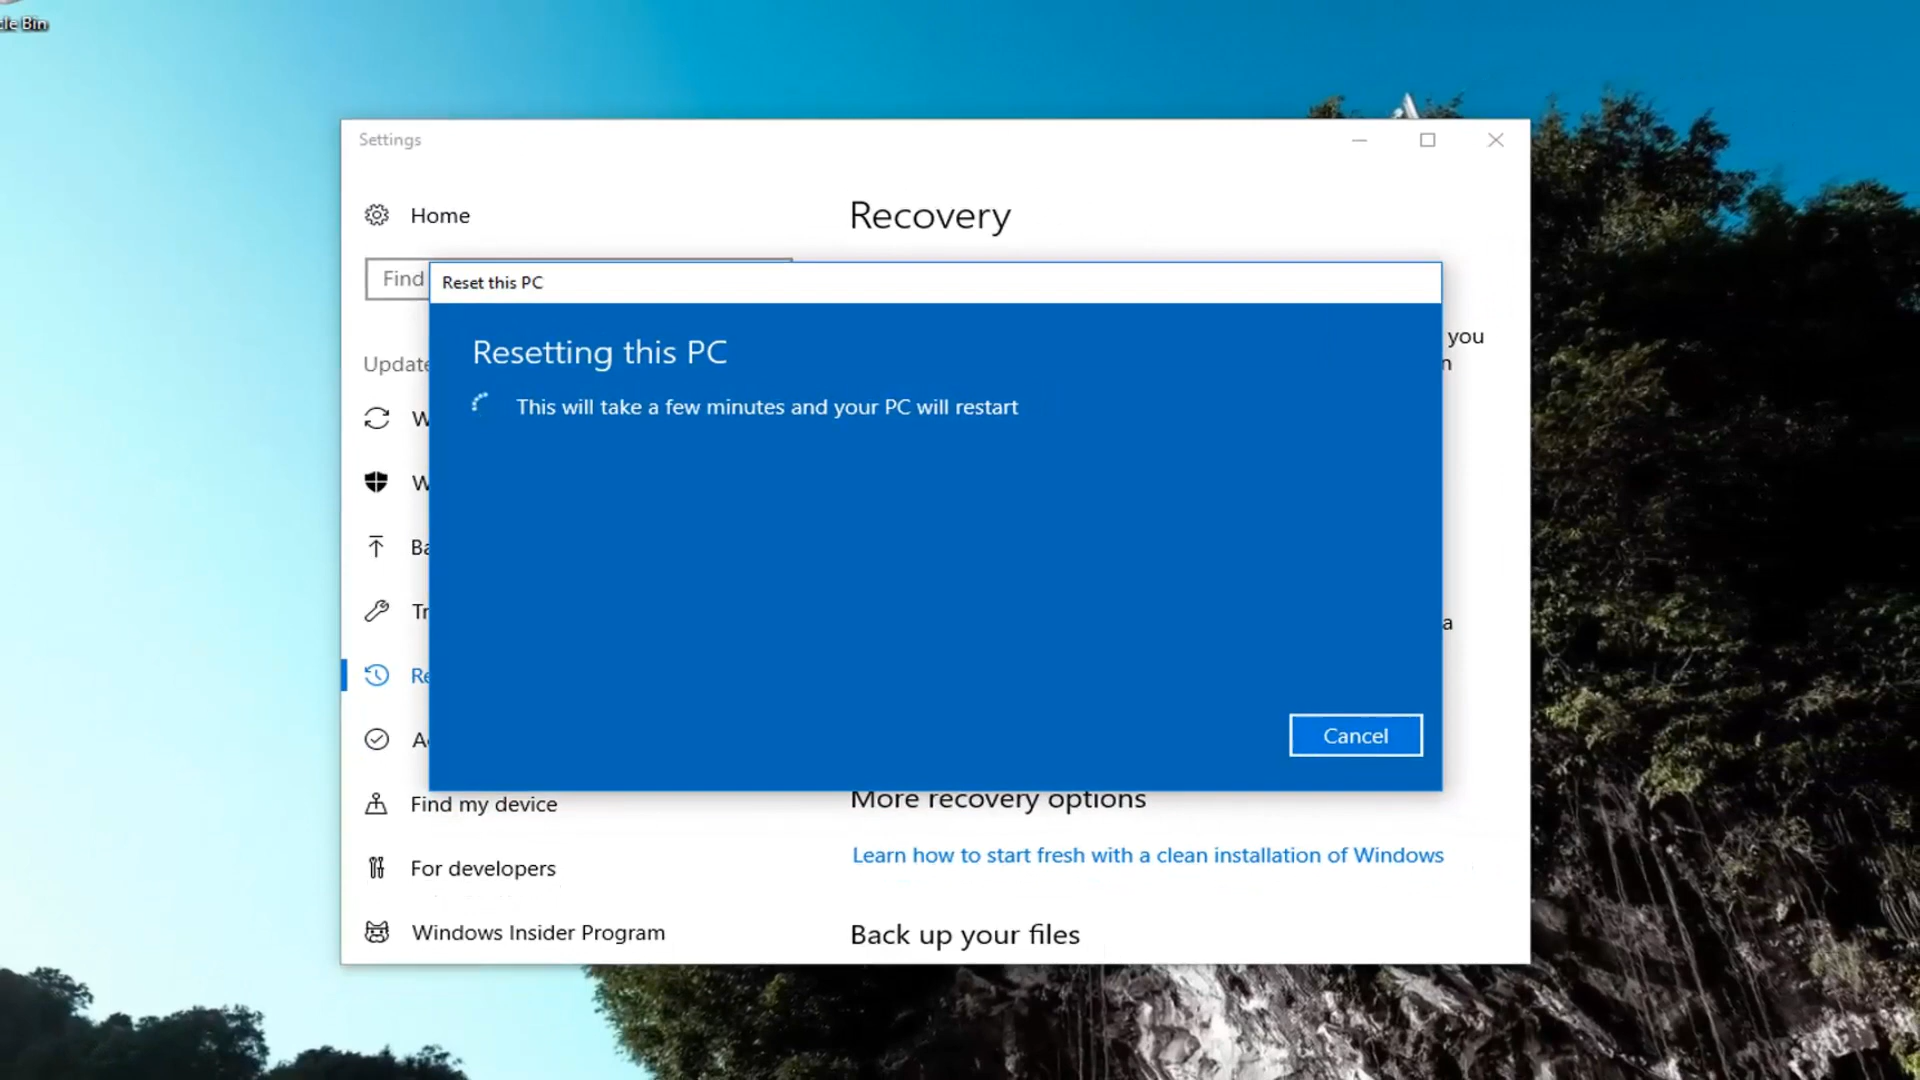 Bin
Settings
Home
Recovery
Find
Reset this PC
Resetting this PC
you
Update
This will take a few minutes and your PC will restart
Cancel
More recovery options
Find my device
Learn how to start fresh with a clean installation of Windows
For developers
Windows Insider Program
Back up your files